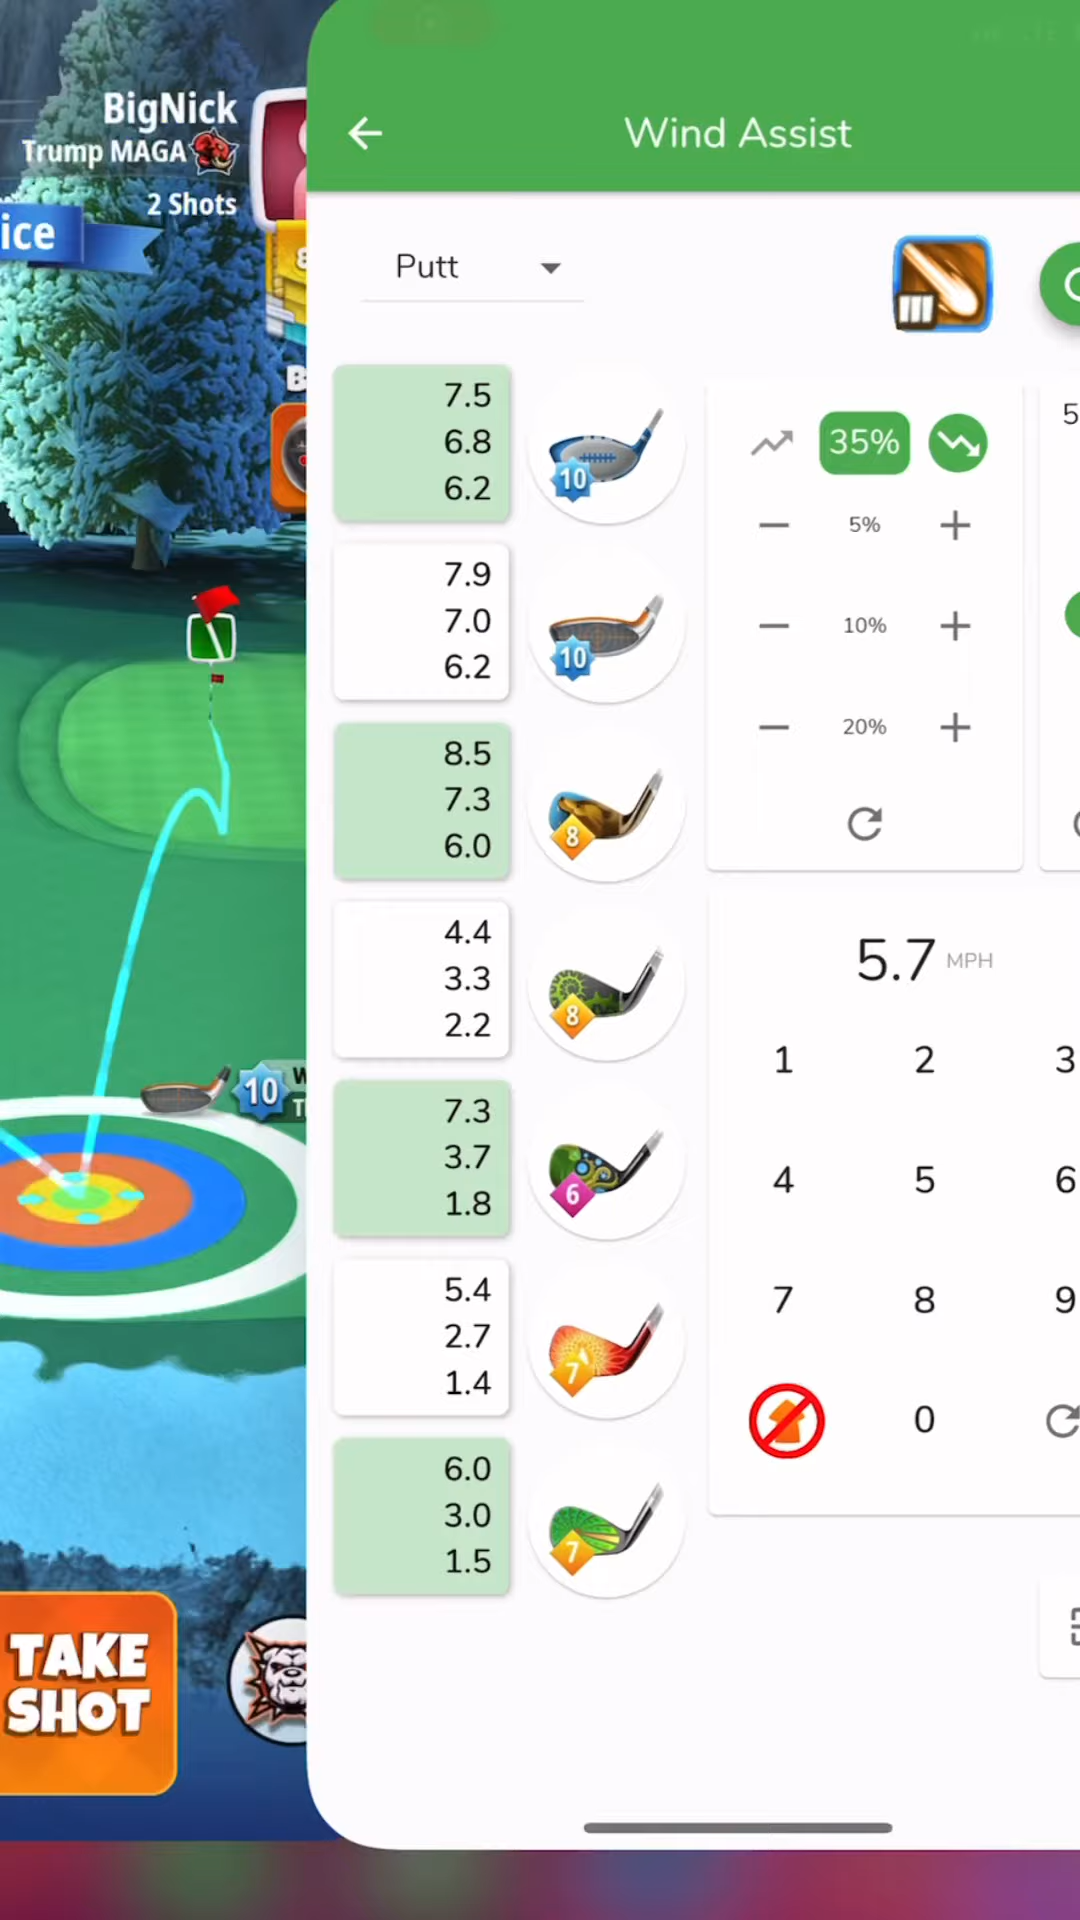 BigNick
Trump MAGA
2 Shots
ice
8
B
10
W
T
TAKE
SHOT
Wind Assist
Putt
7.5
6.8
6.2
10
7.9
7.0
6.2
10
8.5
7.3
6.0
8
4.4
3.3
2.2
8
7.3
3.7
1.8
6
5.4
2.7
1.4
7
6.0
3.0
1.5
7
35%
5%
10%
20%
5
5.7 MPH
1 2 3
4 5 6
7 8 9
0